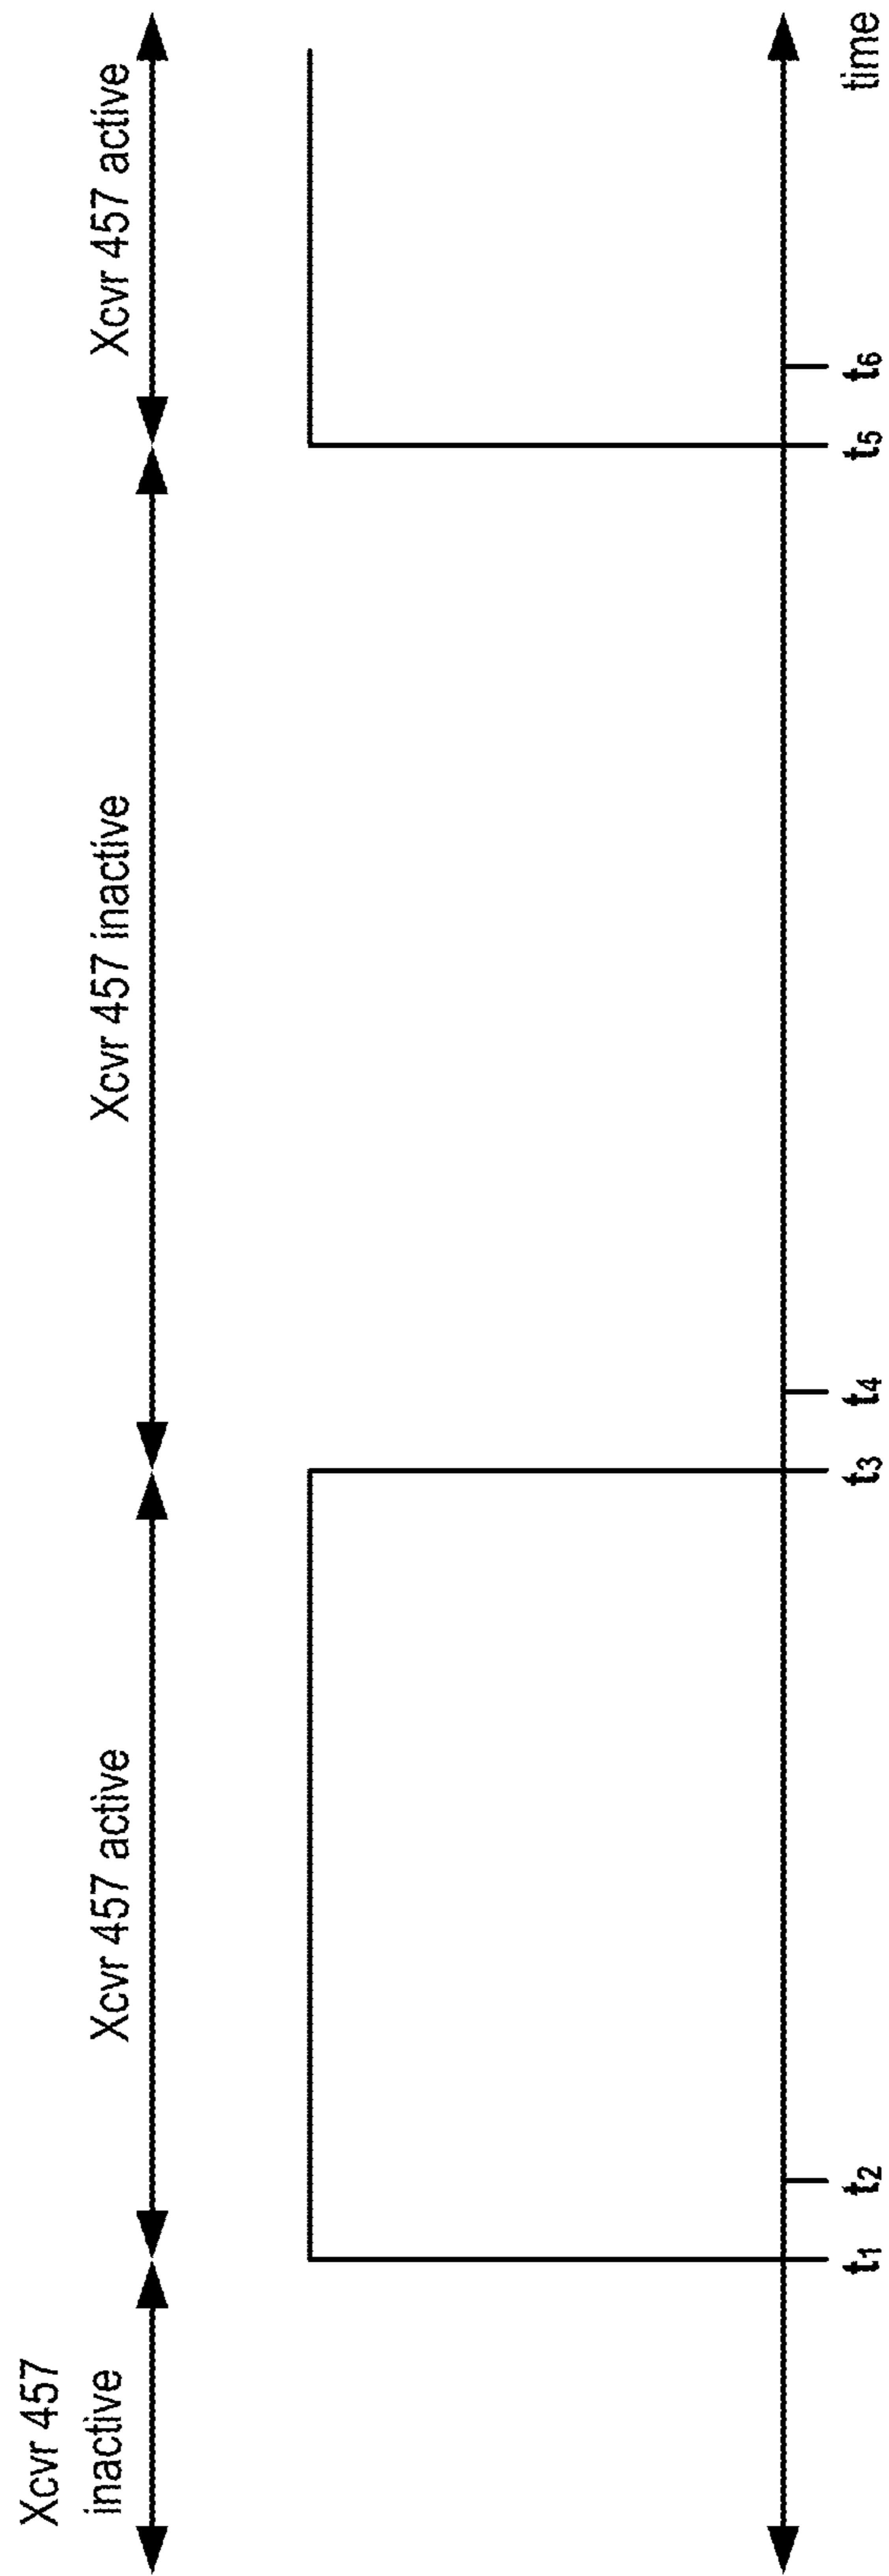 Xcvr 457
inactive
Xcvr 457 active
Xcvr 457 inactive
Xcvr 457 active
t1
t2
t3
t4
t5
t6
time